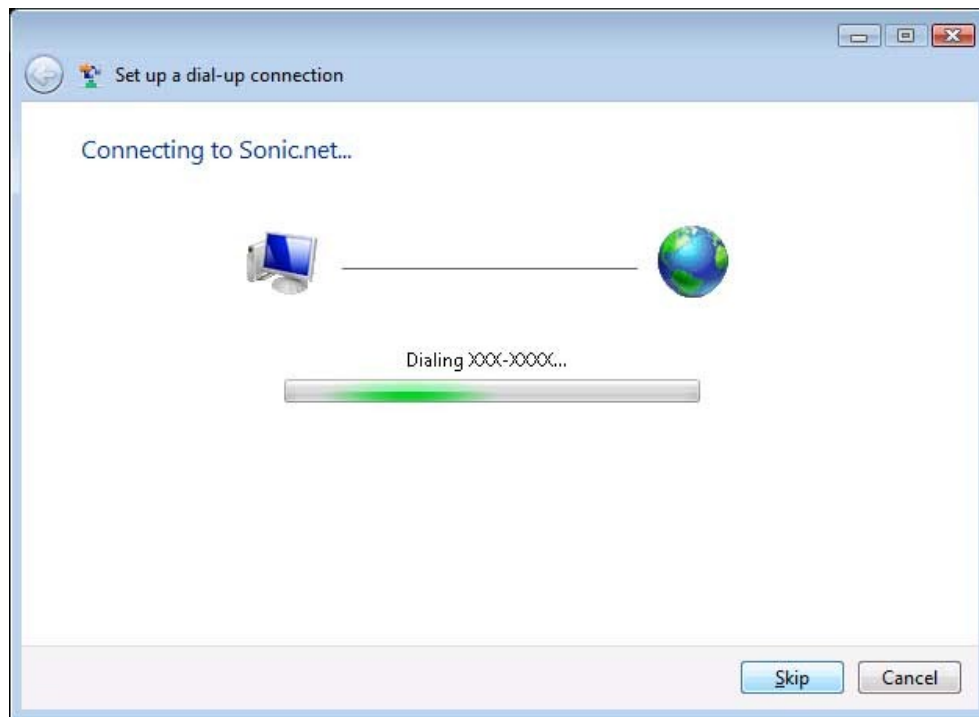 Set up a dial-up connection
Connecting to Sonic.net...
Dialing XXX-XXXX...
Skip
Cancel